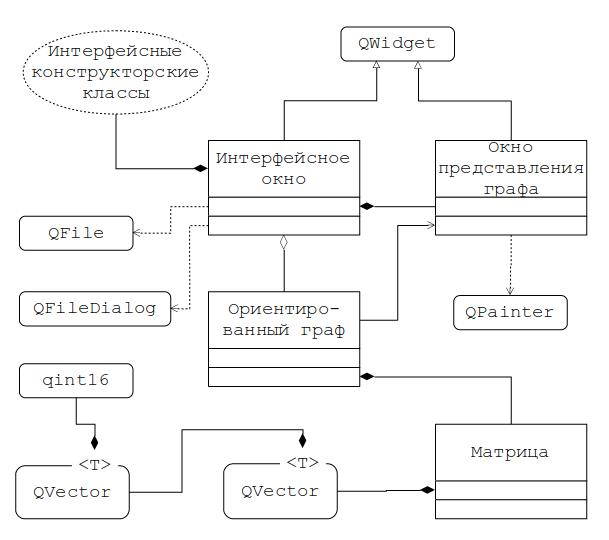 QWidget
Интерфейсные
конструкторские
классы
Интерфейсное
окно
Окно
представления
графа
QFile
QFileDialog
Ориентиро-
ванный граф
QPainter
qint16
<T>
QVector
<T>
QVector
Матрица